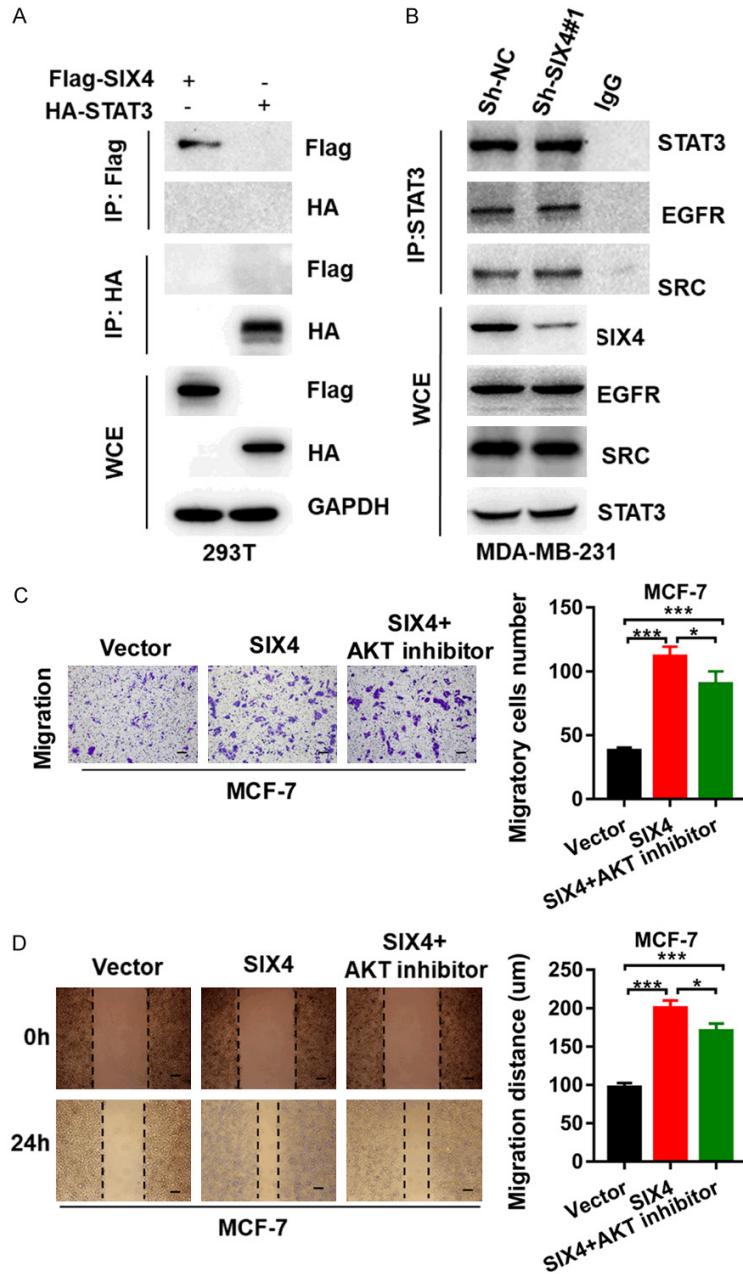 A
Flag-SIX4 + -
HA-STAT3 - +
IP: Flag
Flag
HA
IP: HA
Flag
HA
WCE
Flag
HA
GAPDH
293T
B
Sh-NC
Sh-SIX4#1
IgG
IP:STAT3
STAT3
EGFR
SRC
WCE
SIX4
EGFR
SRC
STAT3
MDA-MB-231
C
Vector
SIX4
SIX4+
AKT inhibitor
Migration
MCF-7
MCF-7
Migratory cells number
150
100
50
0
***
***
*
Vector
SIX4
SIX4+AKT inhibitor
D
Vector
SIX4
SIX4+
AKT inhibitor
0h
24h
MCF-7
MCF-7
Migration distance (um)
250
200
150
100
50
0
***
***
*
Vector
SIX4
SIX4+AKT inhibitor